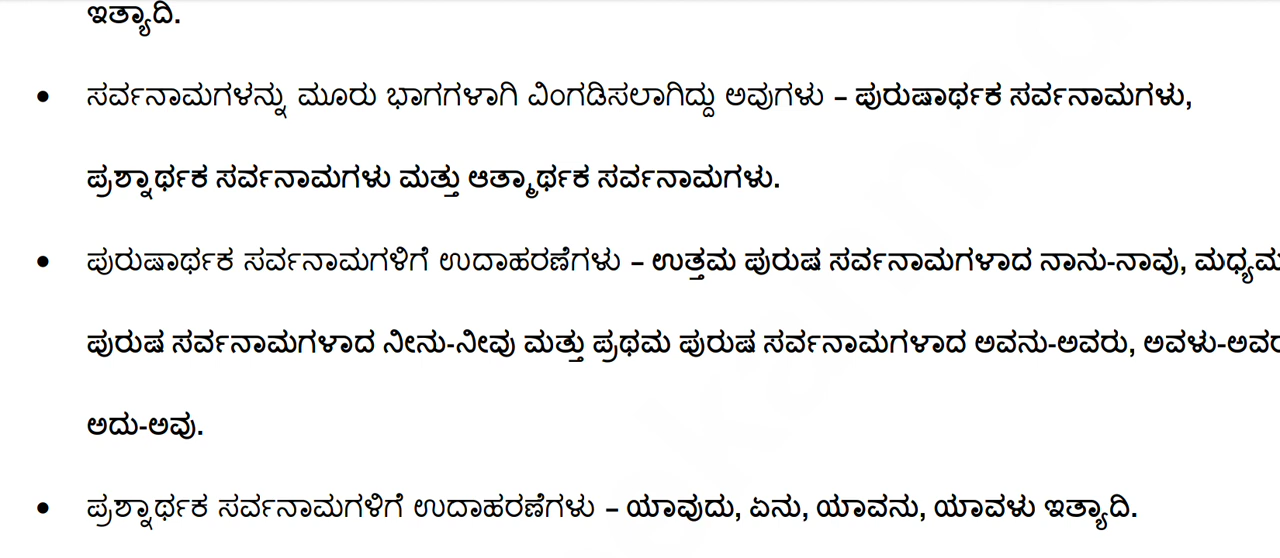 ಇತ್ಯಾದಿ.
• ಸರ್ವನಾಮಗಳನ್ನು ಮೂರು ಭಾಗಗಳಾಗಿ ವಿಂಗಡಿಸಲಾಗಿದ್ದು ಅವುಗಳು – ಪುರುಷಾರ್ಥಕ ಸರ್ವನಾಮಗಳು,
ಪ್ರಶ್ನಾರ್ಥಕ ಸರ್ವನಾಮಗಳು ಮತ್ತು ಆತ್ಮಾರ್ಥಕ ಸರ್ವನಾಮಗಳು.
• ಪುರುಷಾರ್ಥಕ ಸರ್ವನಾಮಗಳಿಗೆ ಉದಾಹರಣೆಗಳು – ಉತ್ತಮ ಪುರುಷ ಸರ್ವನಾಮಗಳಾದ ನಾನು-ನಾವು, ಮಧ್ಯಮ
ಪುರುಷ ಸರ್ವನಾಮಗಳಾದ ನೀನು-ನೀವು ಮತ್ತು ಪ್ರಥಮ ಪುರುಷ ಸರ್ವನಾಮಗಳಾದ ಅವನು-ಅವರು, ಅವಳು-ಅವರ
ಅದು-ಅವು.
• ಪ್ರಶ್ನಾರ್ಥಕ ಸರ್ವನಾಮಗಳಿಗೆ ಉದಾಹರಣೆಗಳು – ಯಾವುದು, ಏನು, ಯಾವನು, ಯಾವಳು ಇತ್ಯಾದಿ.